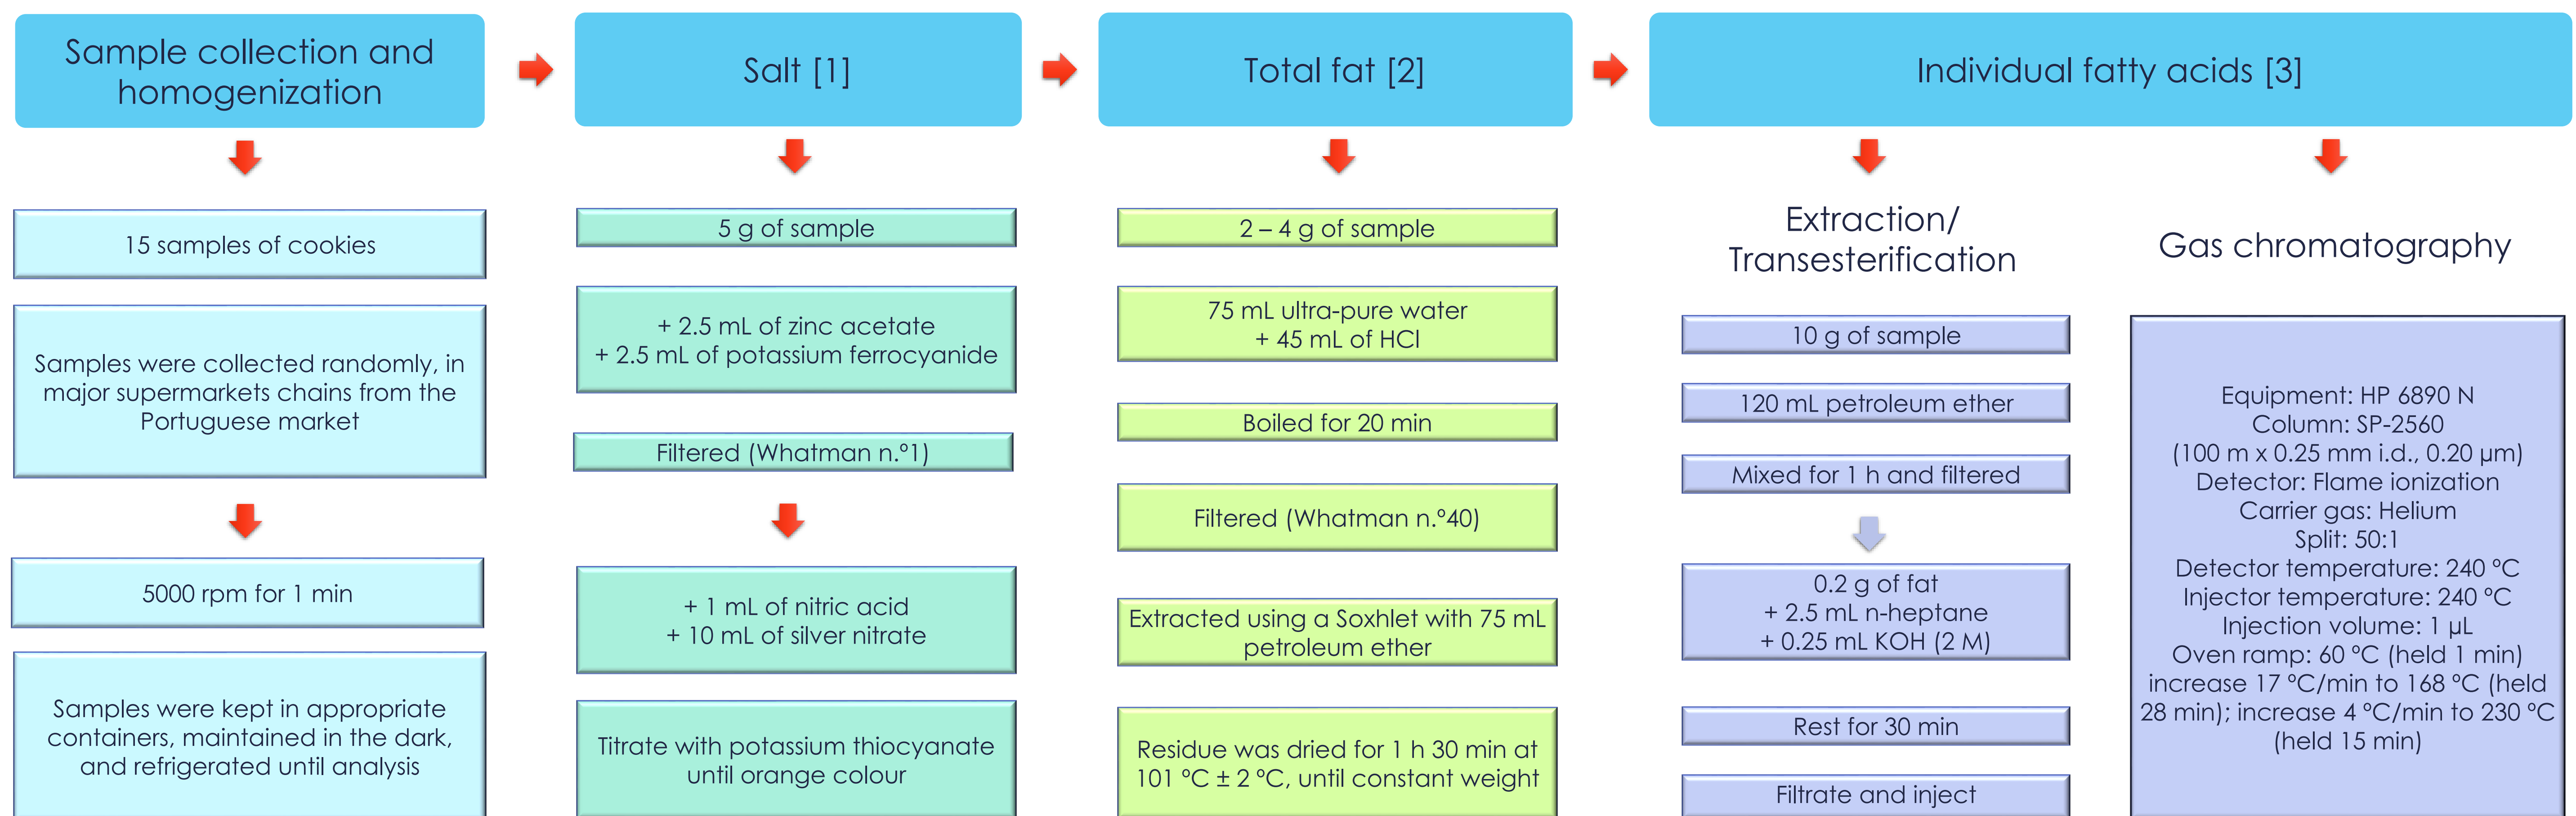 Sample collection and
homogenization
15 samples of cookies
Samples were collected randomly, in
major supermarkets chains from the
Portuguese market
5000 rpm for 1 min
Samples were kept in appropriate
containers, maintained in the dark,
and refrigerated until analysis
Salt [1]
5 g of sample
+ 2.5 mL of zinc acetate
+ 2.5 mL of potassium ferrocyanide
Filtered (Whatman n.º1)
+ 1 mL of nitric acid
+ 10 mL of silver nitrate
Titrate with potassium thiocyanate
until orange colour
Total fat [2]
2 – 4 g of sample
75 mL ultra-pure water
+ 45 mL of HCl
Boiled for 20 min
Filtered (Whatman n.º40)
Extracted using a Soxhlet with 75 mL
petroleum ether
Residue was dried for 1 h 30 min at
101 ºC ± 2 ºC, until constant weight
Individual fatty acids [3]
Extraction/
Transesterification
10 g of sample
120 mL petroleum ether
Mixed for 1 h and filtered
0.2 g of fat
+ 2.5 mL n-heptane
+ 0.25 mL KOH (2 M)
Rest for 30 min
Filtrate and inject
Gas chromatography
Equipment: HP 6890 N
Column: SP-2560
(100 m x 0.25 mm i.d., 0.20 µm)
Detector: Flame ionization
Carrier gas: Helium
Split: 50:1
Detector temperature: 240 ºC
Injector temperature: 240 ºC
Injection volume: 1 µL
Oven ramp: 60 ºC (held 1 min)
increase 17 ºC/min to 168 ºC (held
28 min); increase 4 ºC/min to 230 ºC
(held 15 min)